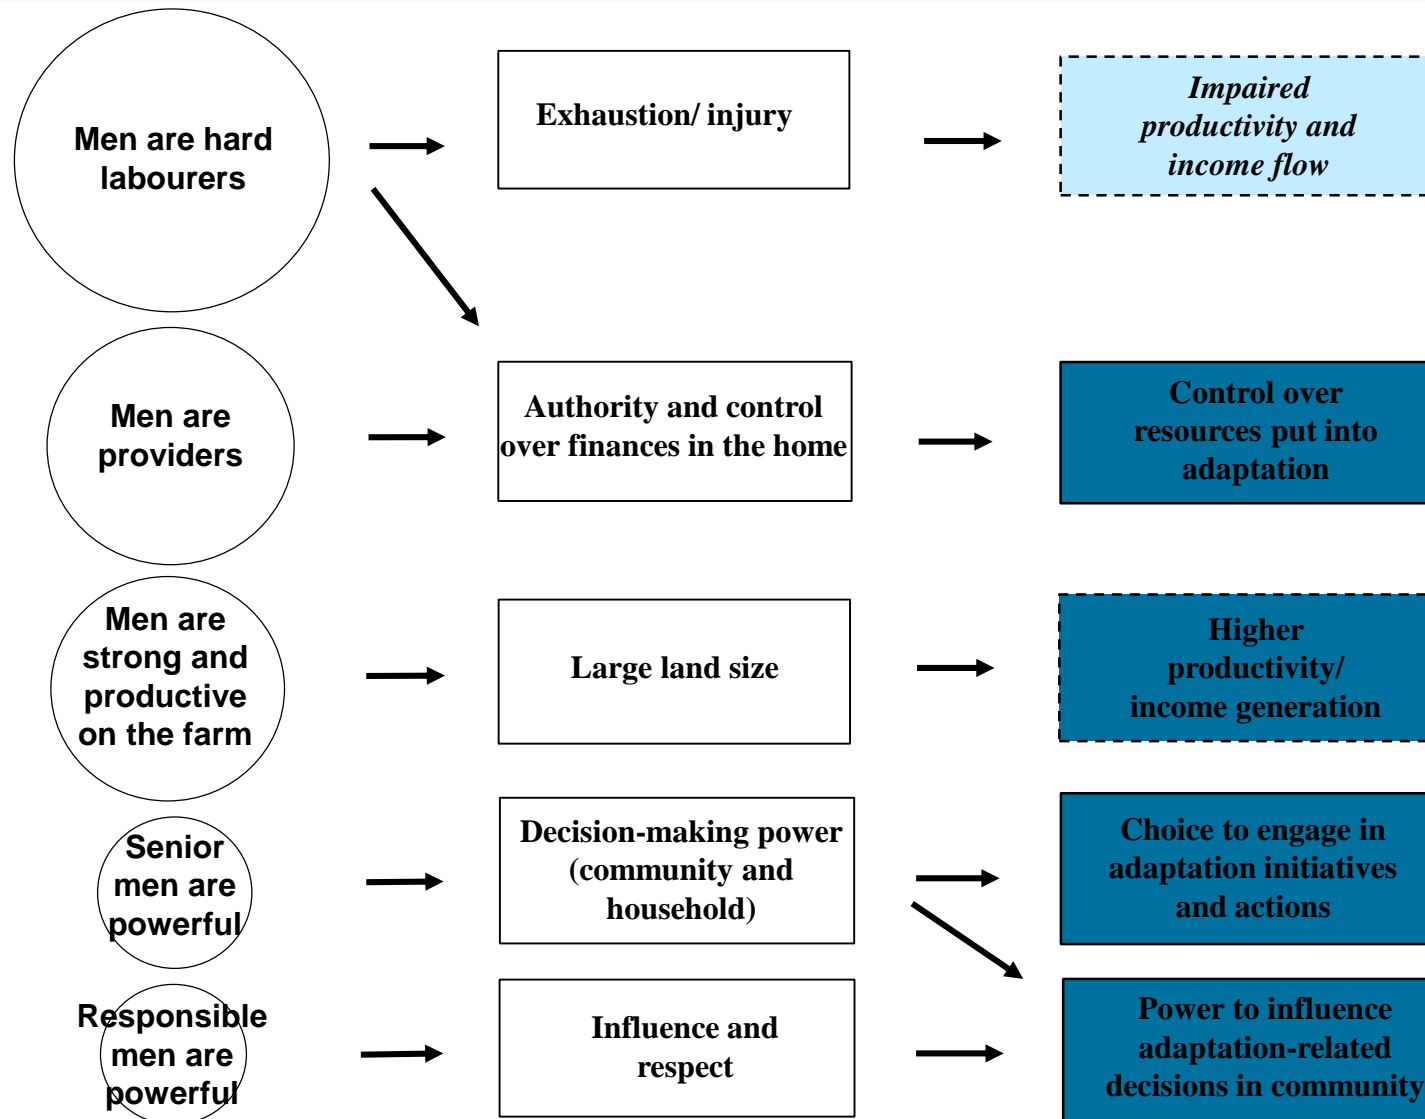 Men are hard
labourers
Exhaustion/ injury
Impaired
productivity and
income flow
Men are
providers
Authority and control
over finances in the home
Control over
resources put into
adaptation
Men are
strong and
productive
on the farm
Large land size
Higher
productivity/
income generation
Senior
men are
powerful
Decision-making power
(community and
household)
Choice to engage in
adaptation initiatives
and actions
Responsible
men are
powerful
Influence and
respect
Power to influence
adaptation-related
decisions in community